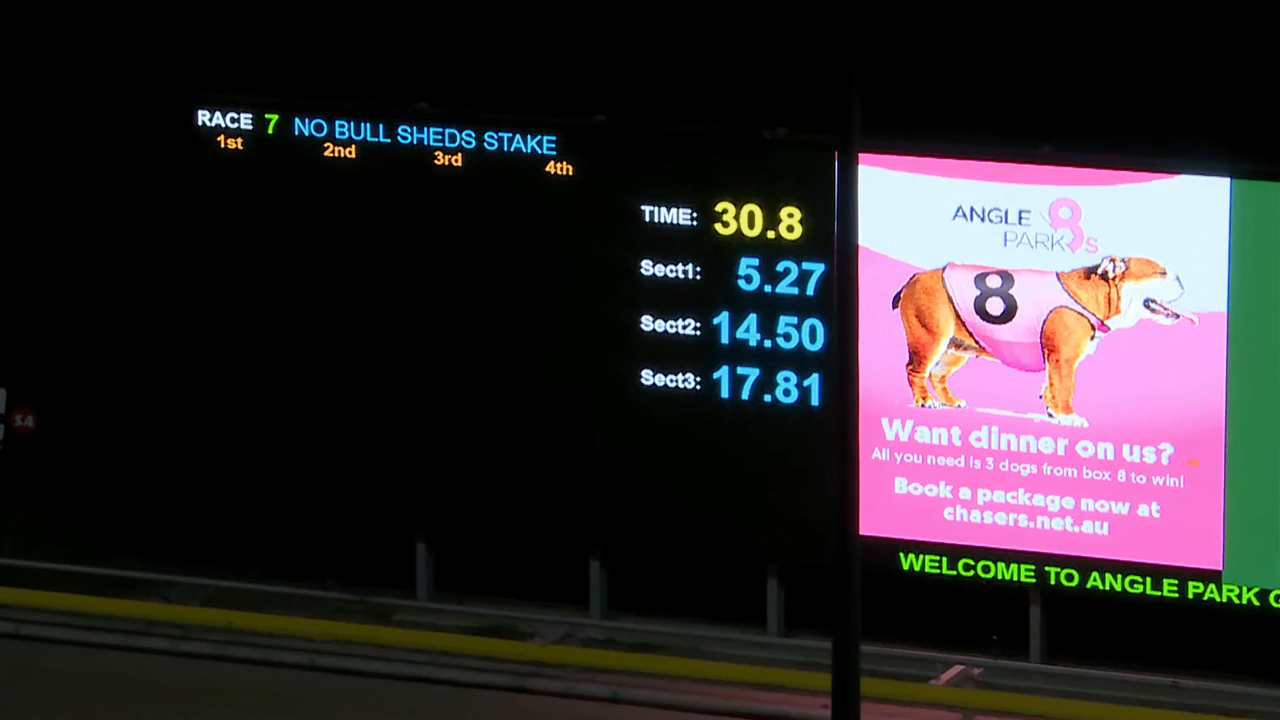 RACE 7 NO BULL SHEDS STAKE
1st 2nd 3rd 4th
TIME: 30.8
Sect1: 5.27
Sect2: 14.50
Sect3: 17.81
SA
ANGLE
PARK 8s
8
Want dinner on us?
All you need is 3 dogs from box 8 to win!
Book a package now at
chasers.net.au
WELCOME TO ANGLE PARK